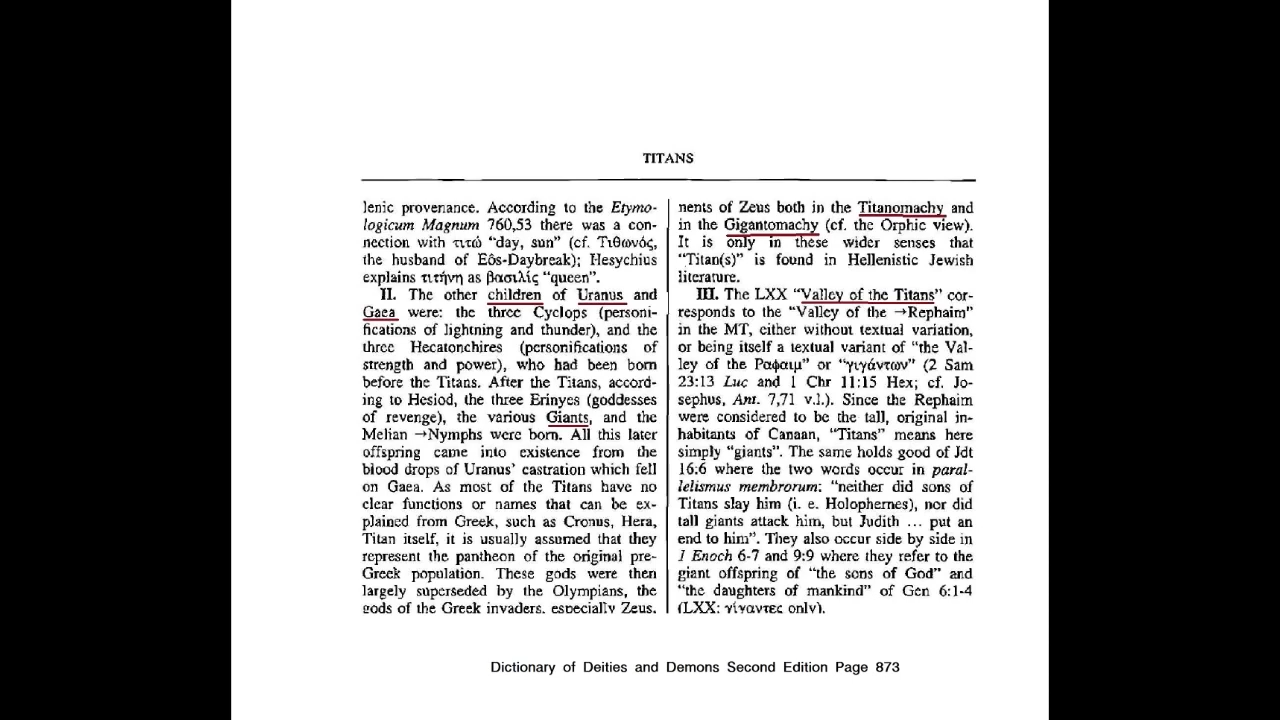 TITANS
lenic provenance. According to the Etymo-
logicum Magnum 760,53 there was a con-
nection with τιτώ “day, sun” (cf. Τιθωνός,
the husband of Eôs-Daybreak); Hesychius
explains τιτήνη as βασιλίς “queen”.
II. The other children of Uranus and
Gaea were: the three Cyclops (personi-
fications of lightning and thunder), and the
three Hecatonchires (personifications of
strength and power), who had been born
before the Titans. After the Titans, accord-
ing to Hesiod, the three Erinyes (goddesses
of revenge), the various Giants, and the
Melian →Nymphs were born. All this later
offspring came into existence from the
blood drops of Uranus’ castration which fell
on Gaea. As most of the Titans have no
clear functions or names that can be ex-
plained from Greek, such as Cronus, Hera,
Titan itself, it is usually assumed that they
represent the pantheon of the original pre-
Greek population. These gods were then
largely superseded by the Olympians, the
gods of the Greek invaders, especially Zeus.
nents of Zeus both in the Titanomachy and
in the Gigantomachy (cf. the Orphic view).
It is only in these wider senses that
“Titan(s)” is found in Hellenistic Jewish
literature.
III. The LXX “Valley of the Titans” cor-
responds to the “Valley of the →Rephaim”
in the MT, either without textual variation,
or being itself a textual variant of “the Val-
ley of the Ραφαιμ” or “γιγάντων” (2 Sam
23:13 Luc and 1 Chr 11:15 Hex; cf. Jo-
sephus, Ant. 7,71 v.l.). Since the Rephaim
were considered to be the tall, original in-
habitants of Canaan, “Titans” means here
simply “giants”. The same holds good of Jdt
16:6 where the two words occur in paral-
lelismus membrorum: “neither did sons of
Titans slay him (i. e. Holophernes), nor did
tall giants attack him, but Judith ... put an
end to him”. They also occur side by side in
1 Enoch 6-7 and 9:9 where they refer to the
giant offspring of “the sons of God” and
“the daughters of mankind” of Gen 6:1-4
(LXX: γίγαντες only).
Dictionary of Deities and Demons Second Edition Page 873